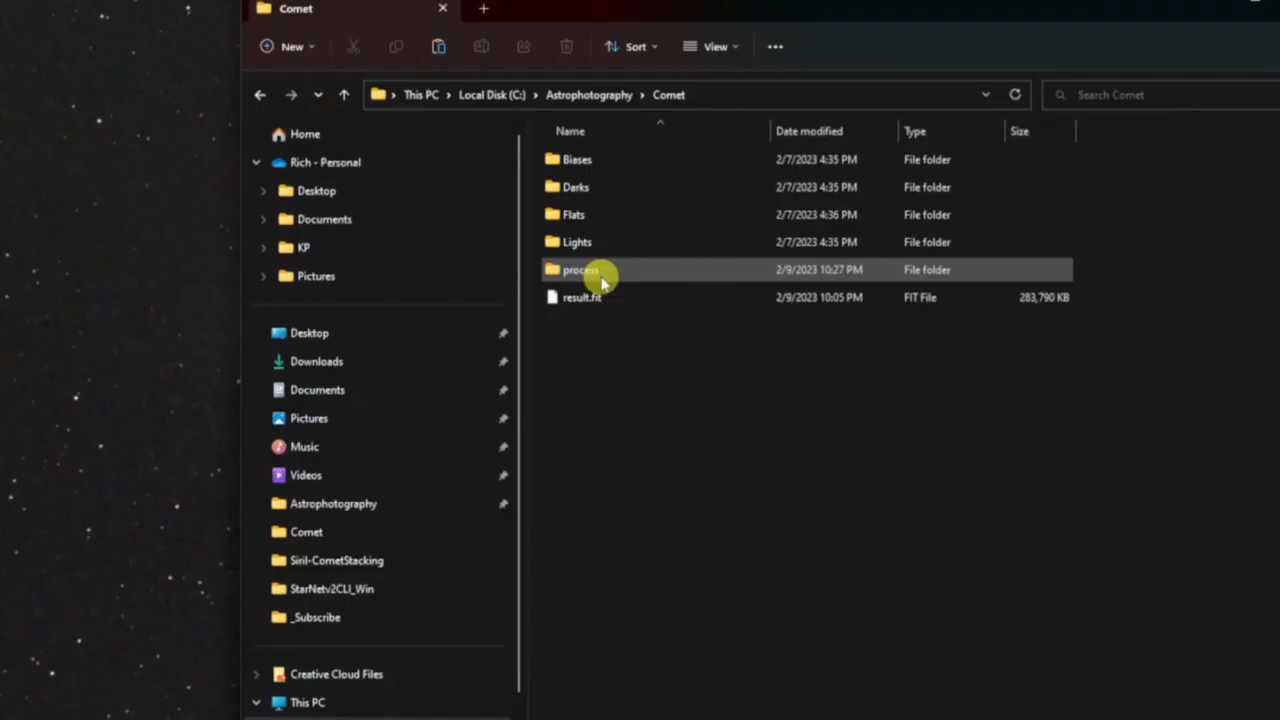 Comet
New
Sort
View
This PC
Local Disk (C:)
Astrophotography
Comet
Search Comet
Name
Date modified
Type
Size
Home
Rich - Personal
Desktop
Documents
KP
Pictures
Desktop
Downloads
Documents
Pictures
Music
Videos
Astrophotography
Comet
Siril-CometStacking
StarNetv2CLI_Win
_Subscribe
Creative Cloud Files
This PC
Biases 2/7/2023 4:35 PM File folder
Darks 2/7/2023 4:35 PM File folder
Flats 2/7/2023 4:36 PM File folder
Lights 2/7/2023 4:35 PM File folder
process 2/9/2023 10:27 PM File folder
result.fit 2/9/2023 10:05 PM FIT File 283,790 KB